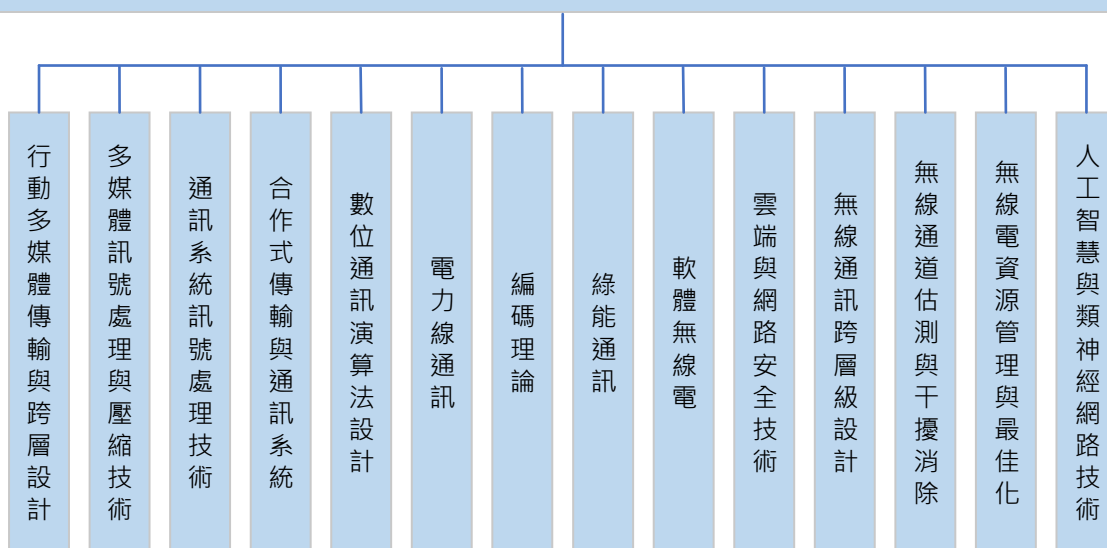 行動多媒體傳輸與跨層設計
多媒體訊號處理與壓縮技術
通訊系統訊號處理技術
合作式傳輸與通訊系統
數位通訊演算法設計
電力線通訊
編碼理論
綠能通訊
軟體無線電
雲端與網路安全技術
無線通訊跨層級設計
無線通道估測與干擾消除
無線電資源管理與最佳化
人工智慧與類神經網路技術